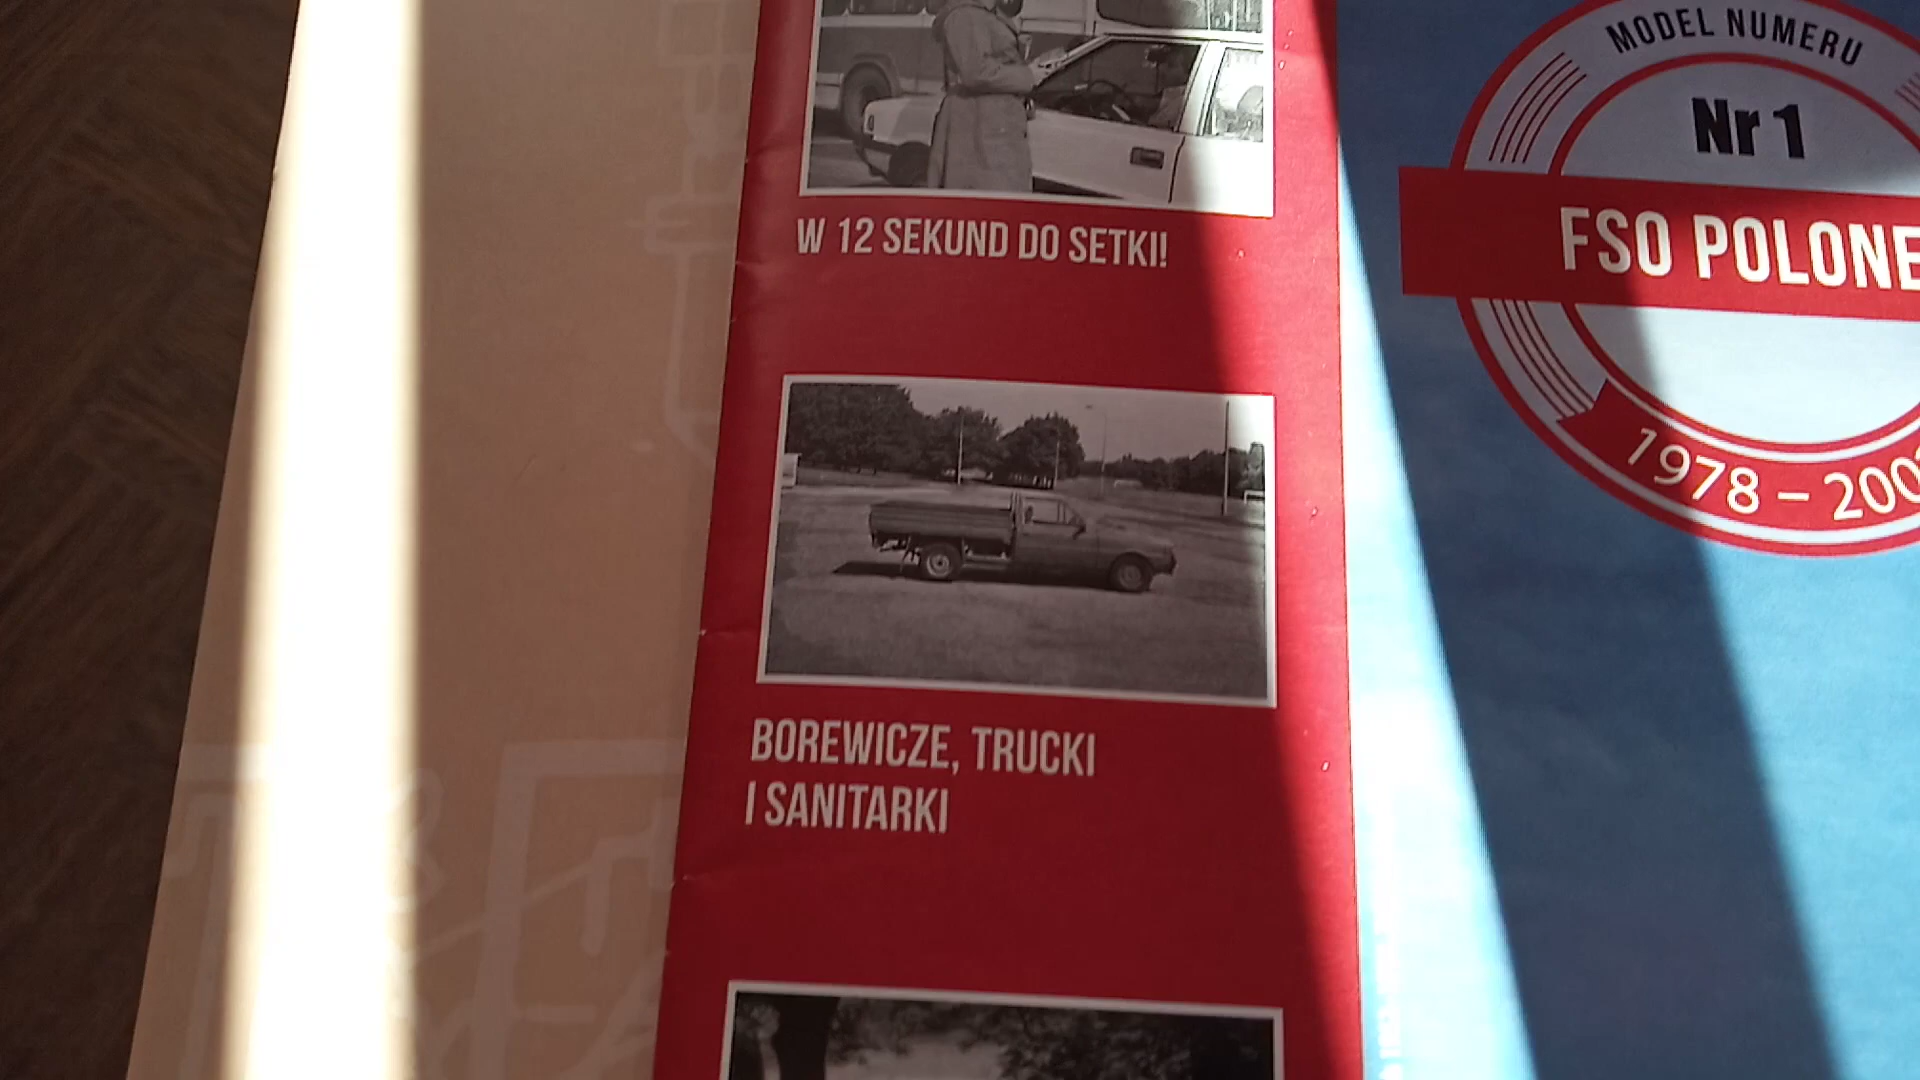 W 12 SEKUND DO SETKI!
BOREWICZE, TRUCKI
I SANITARKI
MODEL NUMERU
Nr 1
FSO POLONE
1978 – 200